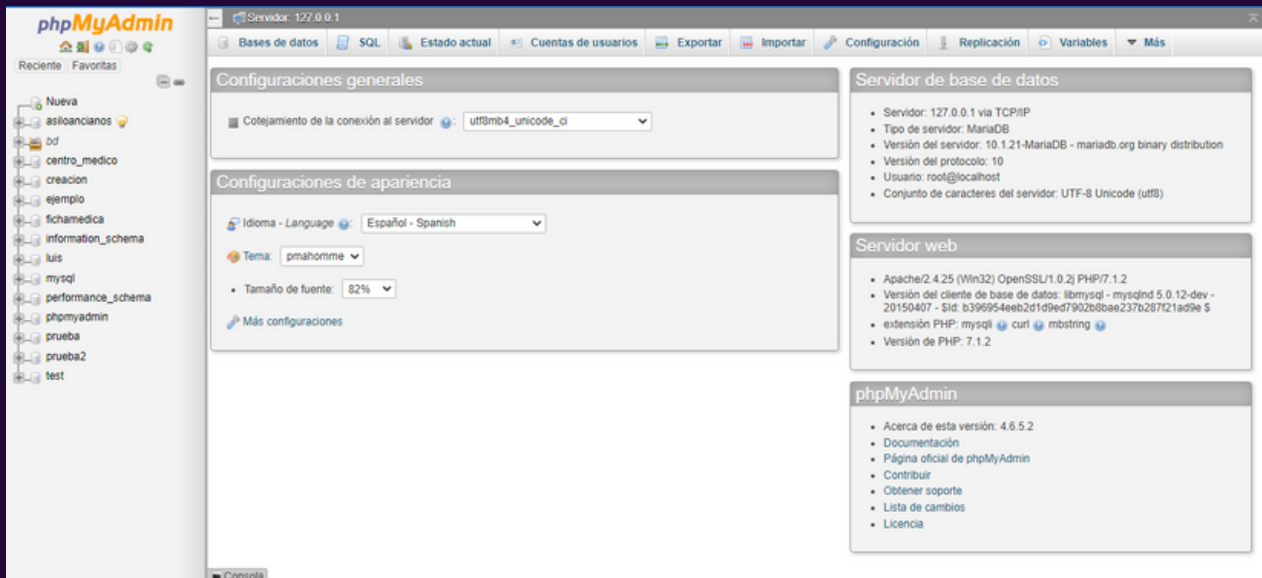 phpMyAdmin
Reciente Favoritas
Nueva
asiloancianos
bd
centro_medico
creacion
ejemplo
fichamedica
information_schema
luis
mysql
performance_schema
phpmyadmin
prueba
prueba2
test
Servidor: 127.0.0.1
Bases de datos SQL Estado actual Cuentas de usuarios Exportar Importar Configuración Replicación Variables Más
Configuraciones generales
Cotejamiento de la conexión al servidor : utf8mb4_unicode_ci
Configuraciones de apariencia
Idioma - Language : Español - Spanish
Tema: pmahomme
Tamaño de fuente: 82%
Más configuraciones
Consola
Servidor de base de datos
Servidor: 127.0.0.1 via TCP/IP
Tipo de servidor: MariaDB
Versión del servidor: 10.1.21-MariaDB - mariadb.org binary distribution
Versión del protocolo: 10
Usuario: root@localhost
Conjunto de caracteres del servidor: UTF-8 Unicode (utf8)
Servidor web
Apache/2.4.25 (Win32) OpenSSL/1.0.2j PHP/7.1.2
Versión del cliente de base de datos: libmysql - mysqlnd 5.0.12-dev -
20150407 - $Id: b396954eeb2d1d9ed7902b8bae237b287f21ad9e $
extensión PHP: mysqli curl mbstring
Versión de PHP: 7.1.2
phpMyAdmin
Acerca de esta versión: 4.6.5.2
Documentación
Página oficial de phpMyAdmin
Contribuir
Obtener soporte
Lista de cambios
Licencia